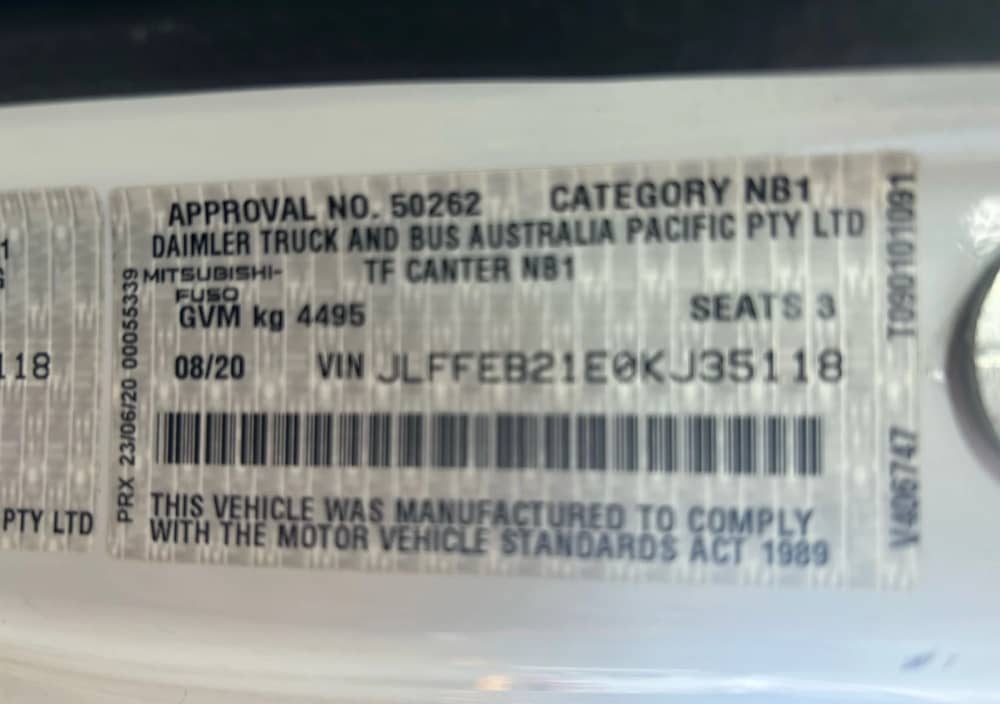 118
PTY LTD
PRX 23/06/20 00055339
APPROVAL NO. 50262 CATEGORY NB1
DAIMLER TRUCK AND BUS AUSTRALIA PACIFIC PTY LTD
MITSUBISHI- TF CANTER NB1
FUSO
GVM kg 4495 SEATS 3
08/20 VIN JLFFEB21E0KJ35118
THIS VEHICLE WAS MANUFACTURED TO COMPLY
WITH THE MOTOR VEHICLE STANDARDS ACT 1989
V406747 T09010101091